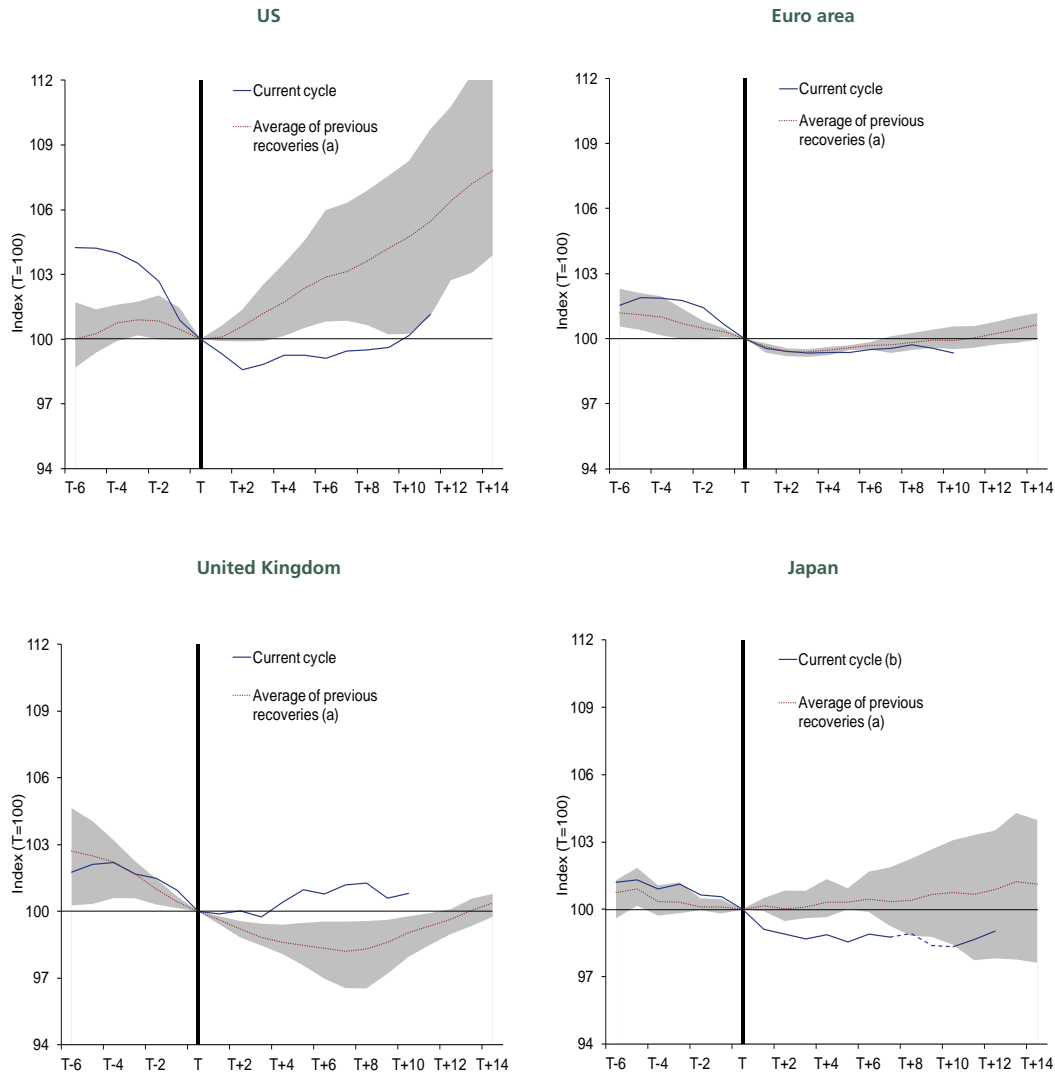 US
Index (T=100)
112
109
106
103
100
97
94
Current cycle
Average of previous
recoveries (a)
T-6 T-4 T-2 T T+2 T+4 T+6 T+8 T+10 T+12 T+14
Euro area
Index (T=100)
112
109
106
103
100
97
94
Current cycle
Average of previous
recoveries (a)
T-6 T-4 T-2 T T+2 T+4 T+6 T+8 T+10 T+12 T+14
United Kingdom
Index (T=100)
112
109
106
103
100
97
94
Current cycle
Average of previous
recoveries (a)
T-6 T-4 T-2 T T+2 T+4 T+6 T+8 T+10 T+12 T+14
Japan
Index (T=100)
112
109
106
103
100
97
94
Current cycle (b)
Average of previous
recoveries (a)
T-6 T-4 T-2 T T+2 T+4 T+6 T+8 T+10 T+12 T+14